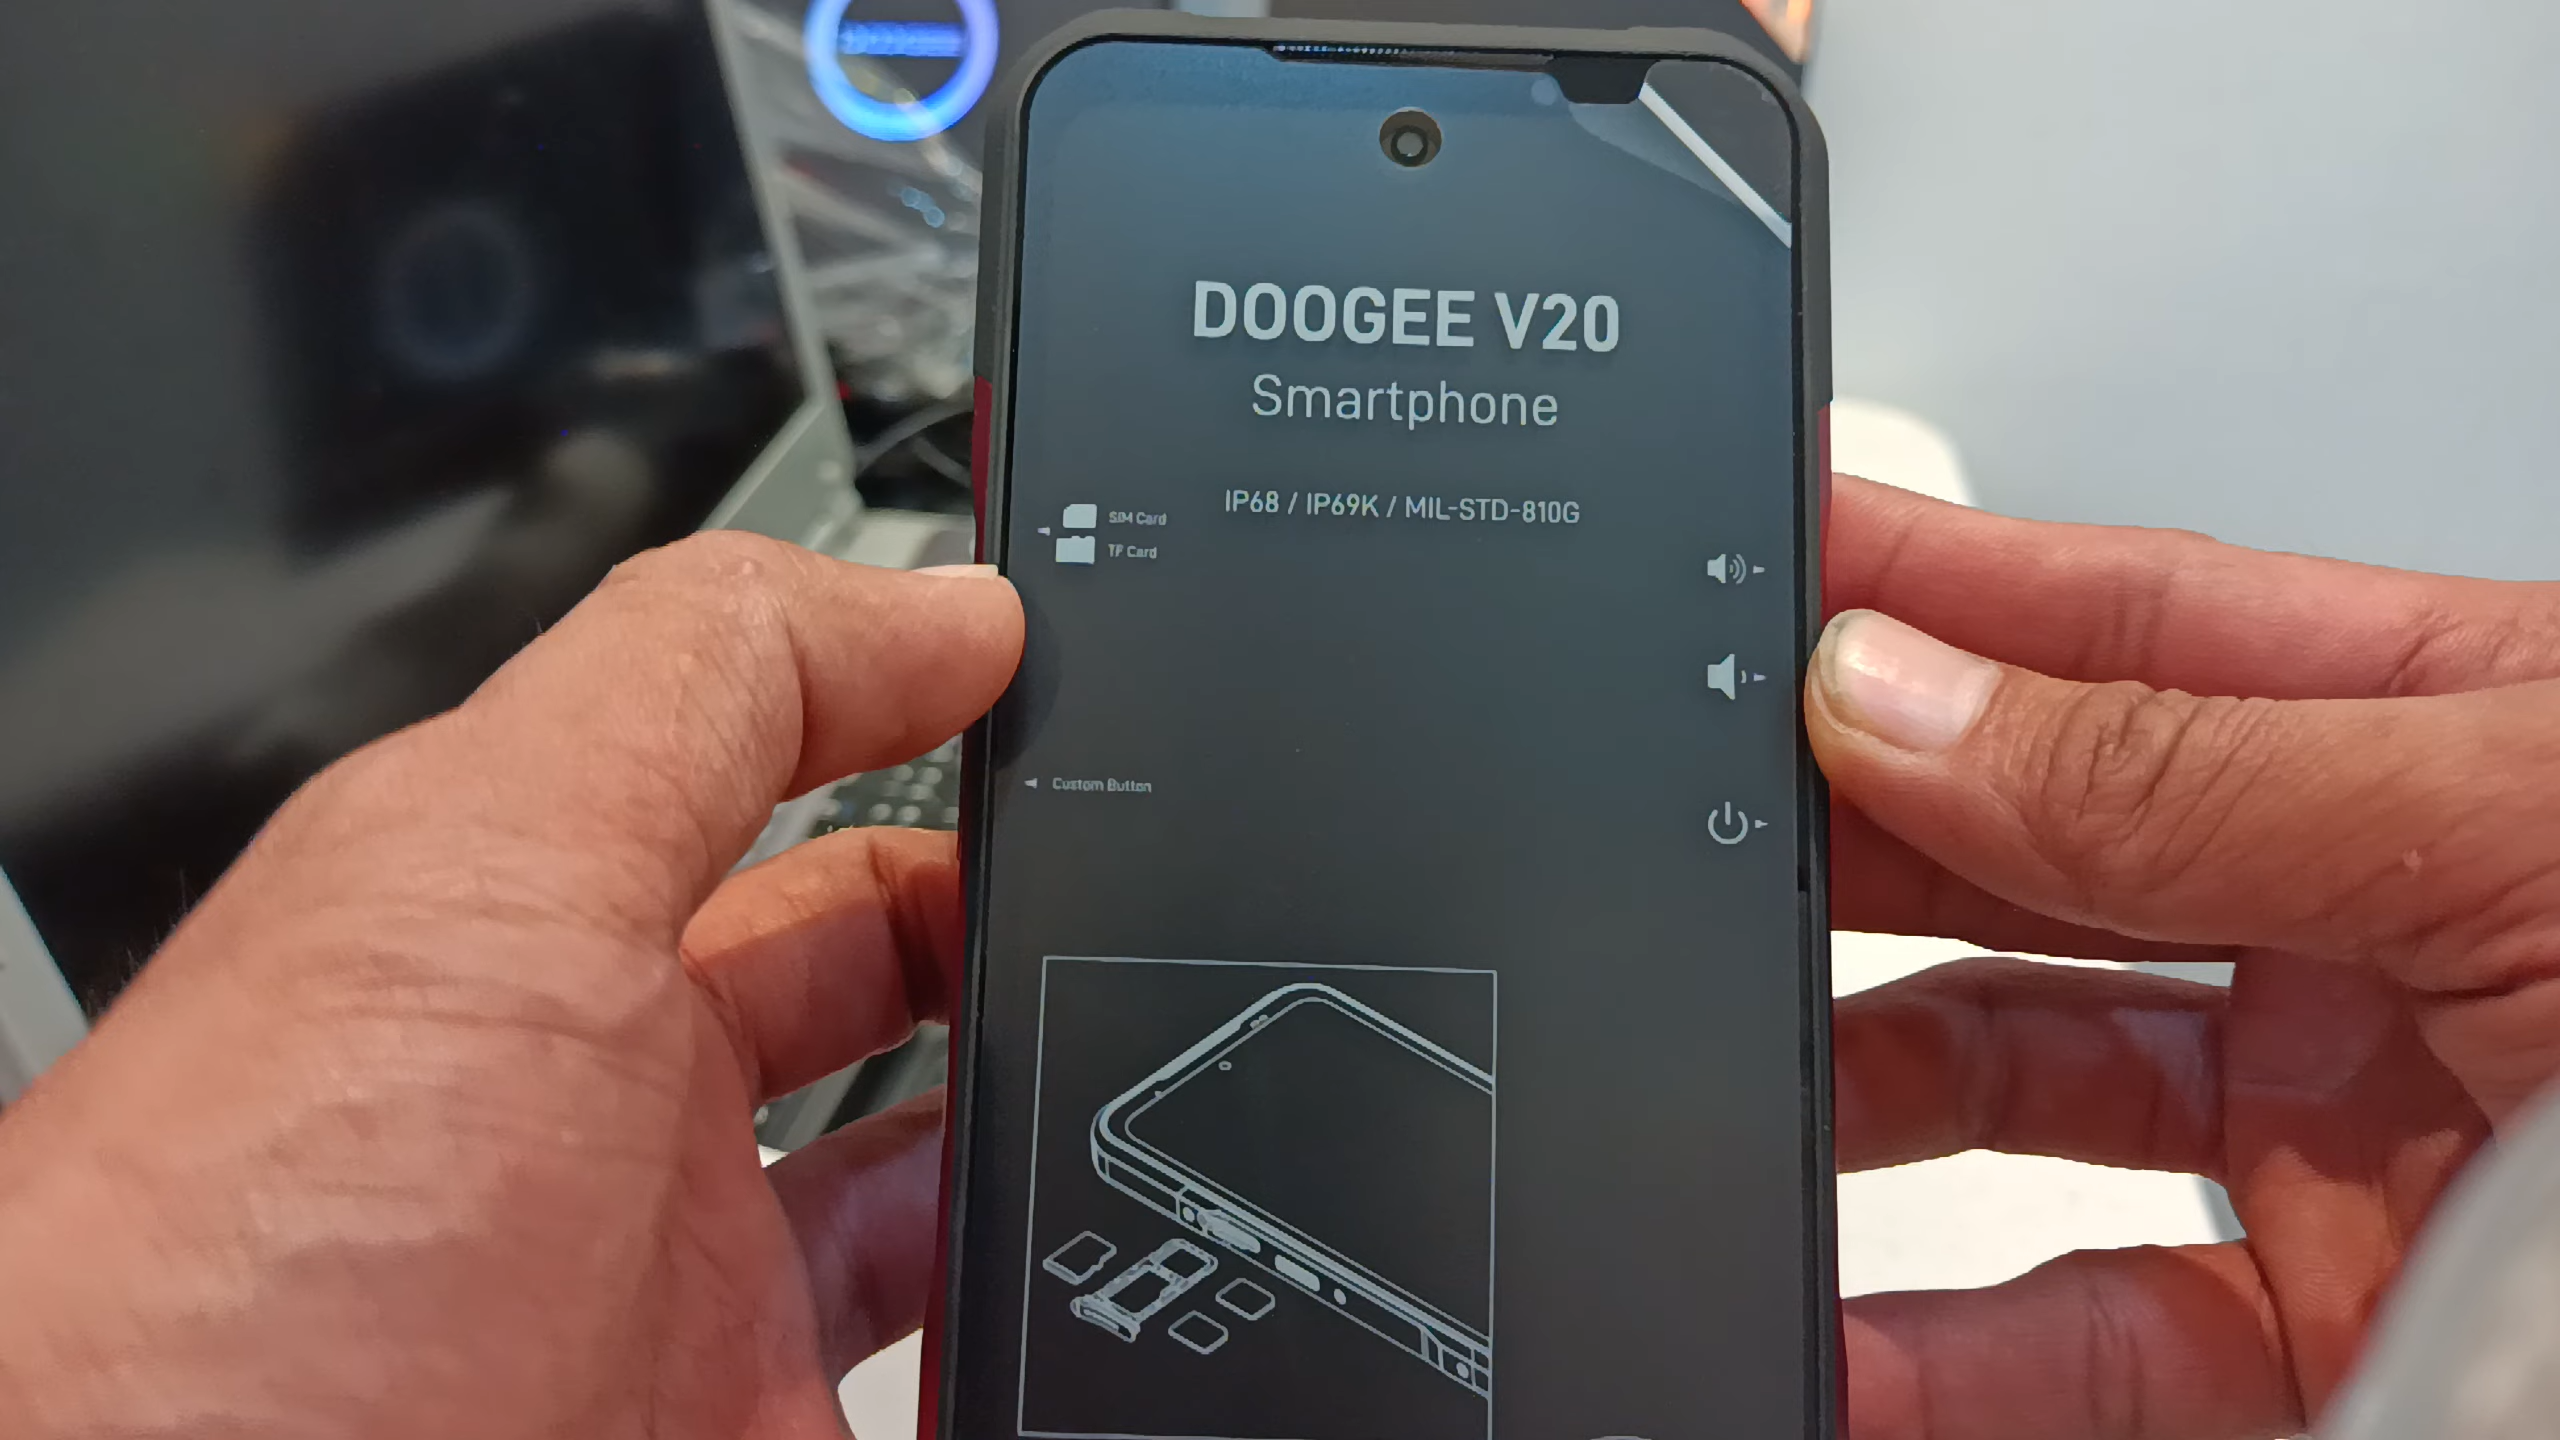 DOOGEE V20
Smartphone
IP68 / IP69K / MIL-STD-810G
SIM Card
TF Card
Custom Button